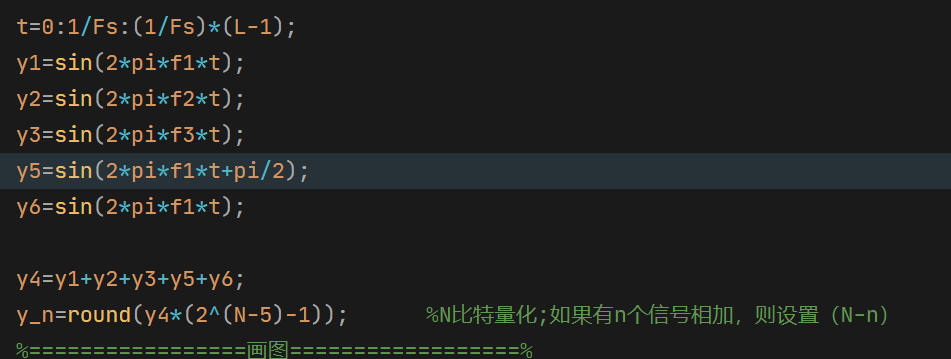 t=0:1/Fs:(1/Fs)*(L-1);
y1=sin(2*pi*f1*t);
y2=sin(2*pi*f2*t);
y3=sin(2*pi*f3*t);
y5=sin(2*pi*f1*t+pi/2);
y6=sin(2*pi*f1*t);
y4=y1+y2+y3+y5+y6;
y_n=round(y4*(2^(N-5)-1)); %N比特量化;如果有n个信号相加，则设置（N-n）
%=================画图==================%